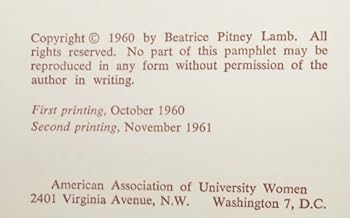 Copyright © 1960 by Beatrice Pitney Lamb. All
rights reserved. No part of this pamphlet may be
reproduced in any form without permission of the
author in writing.
First printing, October 1960
Second printing, November 1961
American Association of University Women
2401 Virginia Avenue, N.W. Washington 7, D.C.